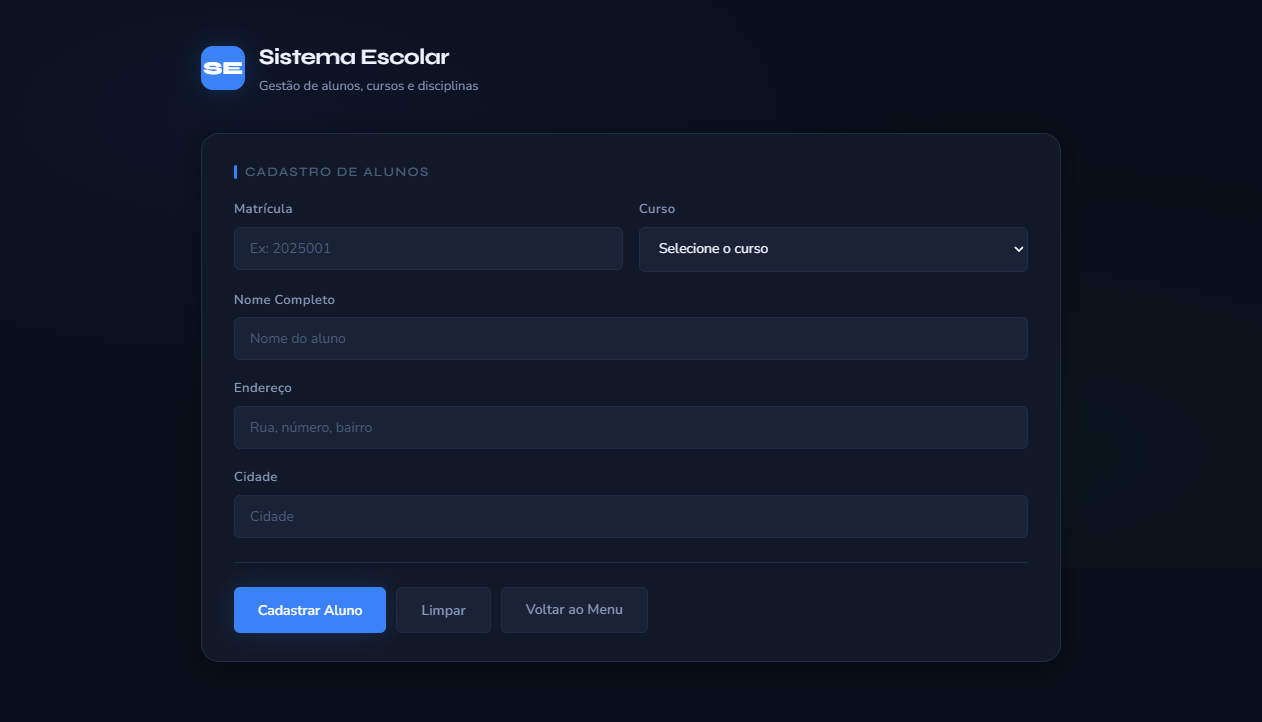 SE
Sistema Escolar
Gestão de alunos, cursos e disciplinas
CADASTRO DE ALUNOS
Matrícula
Curso
Ex: 2025001
Selecione o curso
Nome Completo
Nome do aluno
Endereço
Rua, número, bairro
Cidade
Cidade
Cadastrar Aluno
Limpar
Voltar ao Menu